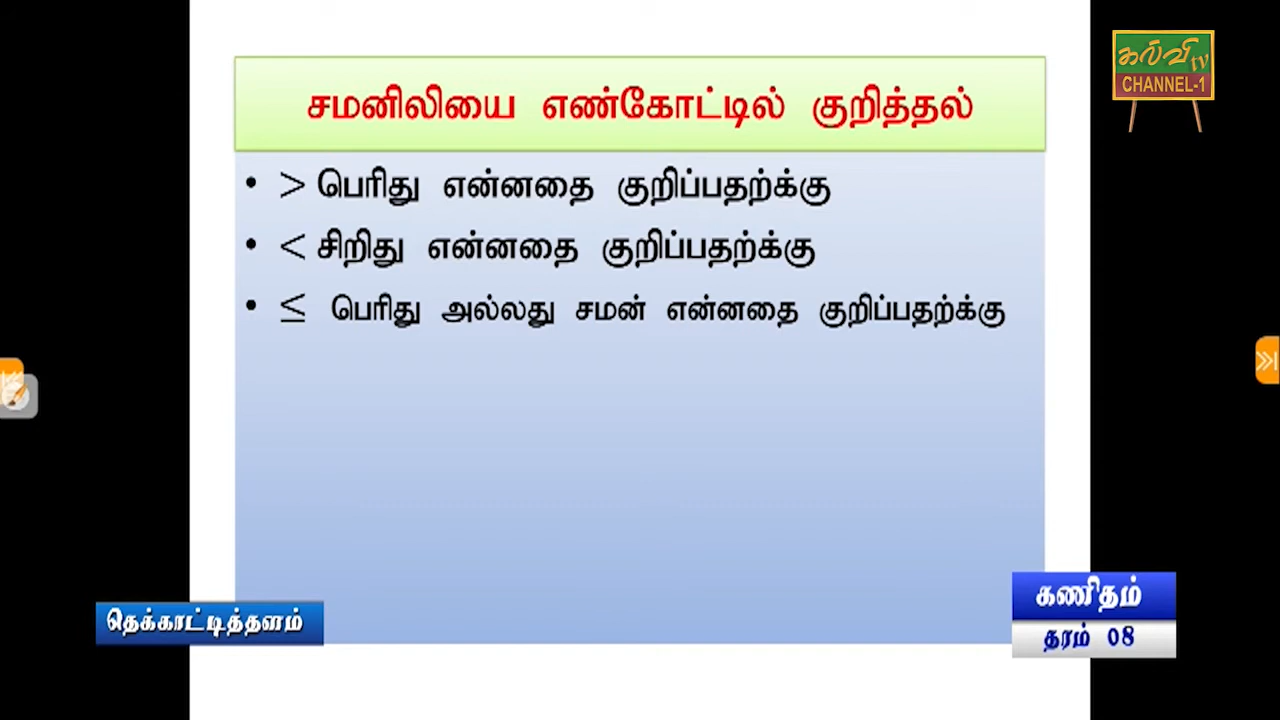 கல்வி tv
CHANNEL-1
சமனிலியை எண்கோட்டில் குறித்தல்
• > பெரிது என்னதை குறிப்பதற்க்கு
• < சிறிது என்னதை குறிப்பதற்க்கு
• ≤ பெரிது அல்லது சமன் என்னதை குறிப்பதற்க்கு
தெக்காட்டித்தளம்
கணிதம்
தரம் 08